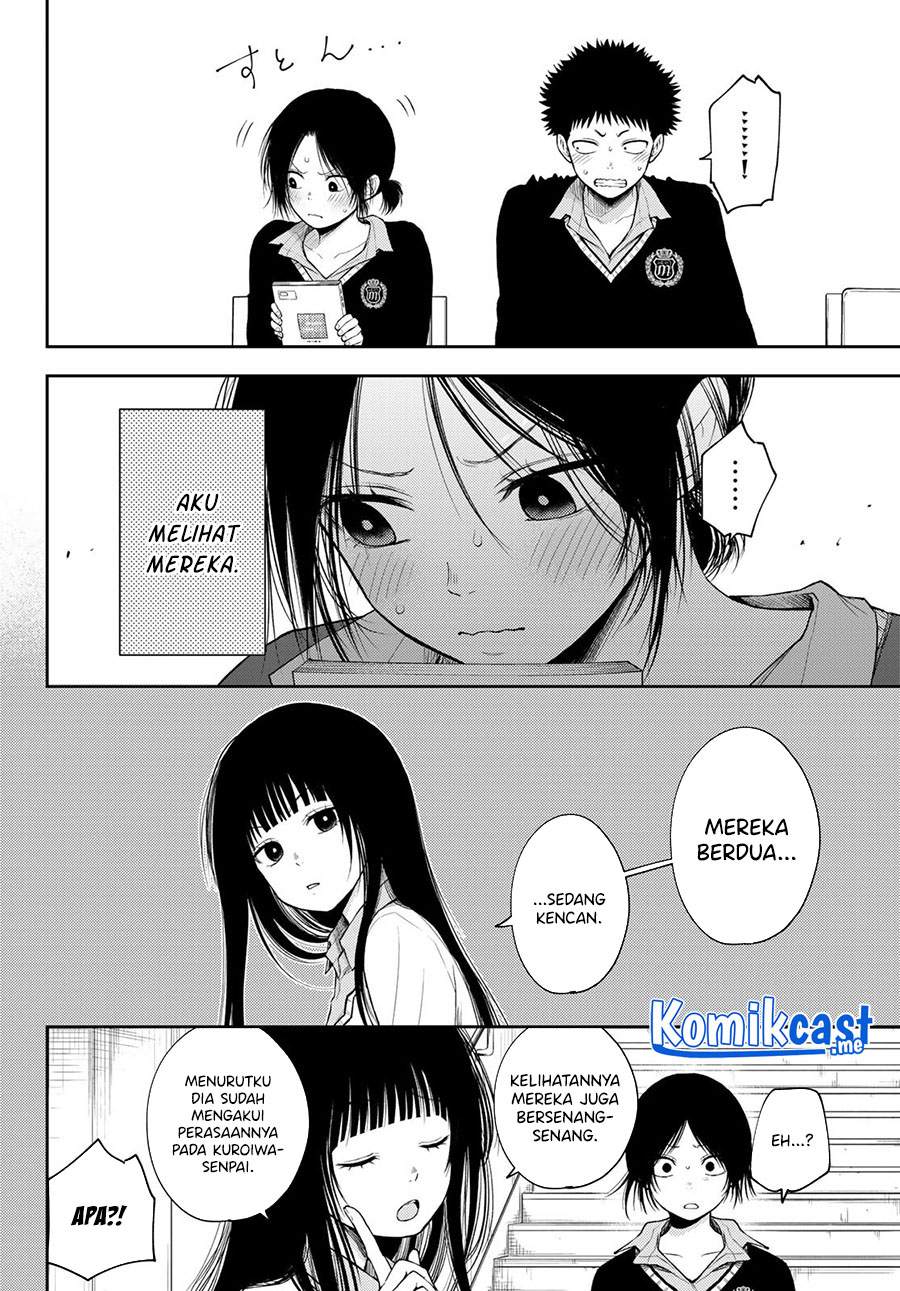 すとん...
......!
......
AKU
MELIHAT
MEREKA.
MEREKA
BERDUA...
...SEDANG
KENCAN.
Komikcast
.me
EH...?
KELIHATANNYA
MEREKA JUGA
BERSENANG-
SENANG.
MENURUTKU
DIA SUDAH
MENGAKUI
PERASAANNYA
PADA KUROIWA-
SENPAI.
APA?!
m
m